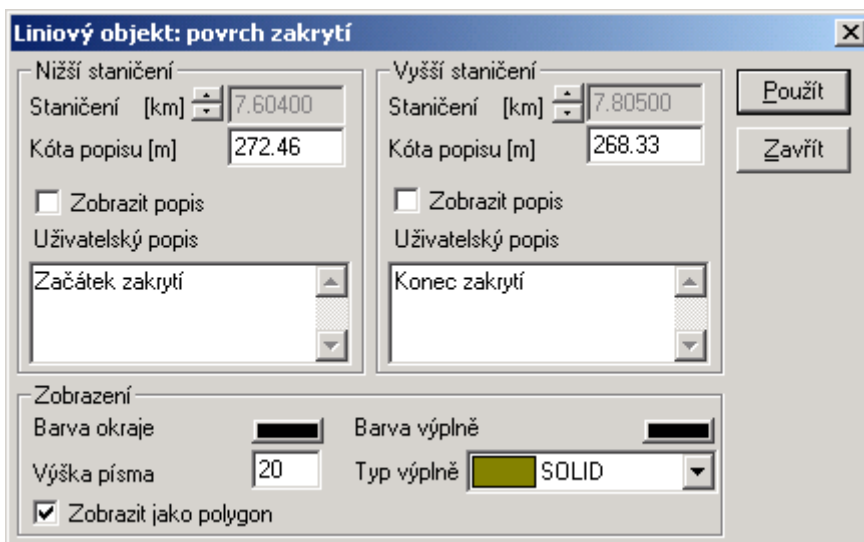 Liniový objekt: povrch zakrytí
Nižší staničení
Staničení [km] 7.60400
Kóta popisu [m] 272.46
Zobrazit popis
Uživatelský popis
Začátek zakrytí
Vyšší staničení
Staničení [km] 7.80500
Kóta popisu [m] 268.33
Zobrazit popis
Uživatelský popis
Konec zakrytí
Použít
Zavřít
Zobrazení
Barva okraje
Barva výplně
Výška písma 20
Typ výplně SOLID
Zobrazit jako polygon